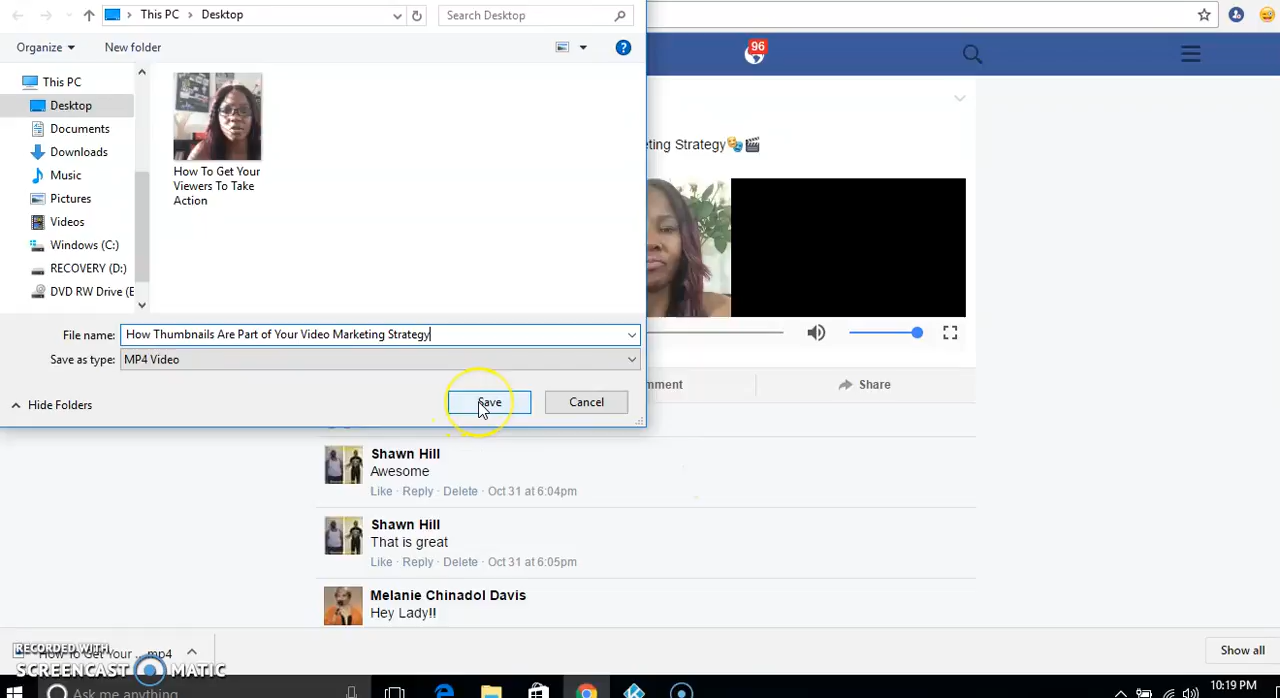 This PC
Desktop
Search Desktop
Organize
New folder
96
This PC
Desktop
Documents
Downloads
Music
Pictures
Videos
Windows (C:)
RECOVERY (D:)
DVD RW Drive (E
How To Get Your
Viewers To Take
Action
ting Strategy
File name:
How Thumbnails Are Part of Your Video Marketing Strategy
Save as type:
MP4 Video
Hide Folders
Save
Cancel
mment
Share
Shawn Hill
Awesome
Like · Reply · Delete · Oct 31 at 6:04pm
Shawn Hill
That is great
Like · Reply · Delete · Oct 31 at 6:05pm
Melanie Chinadol Davis
Hey Lady!!
How To Get Your ....mp4
Show all
RECORDED WITH
SCREENCAST MATIC
Ask me anything
10:19 PM